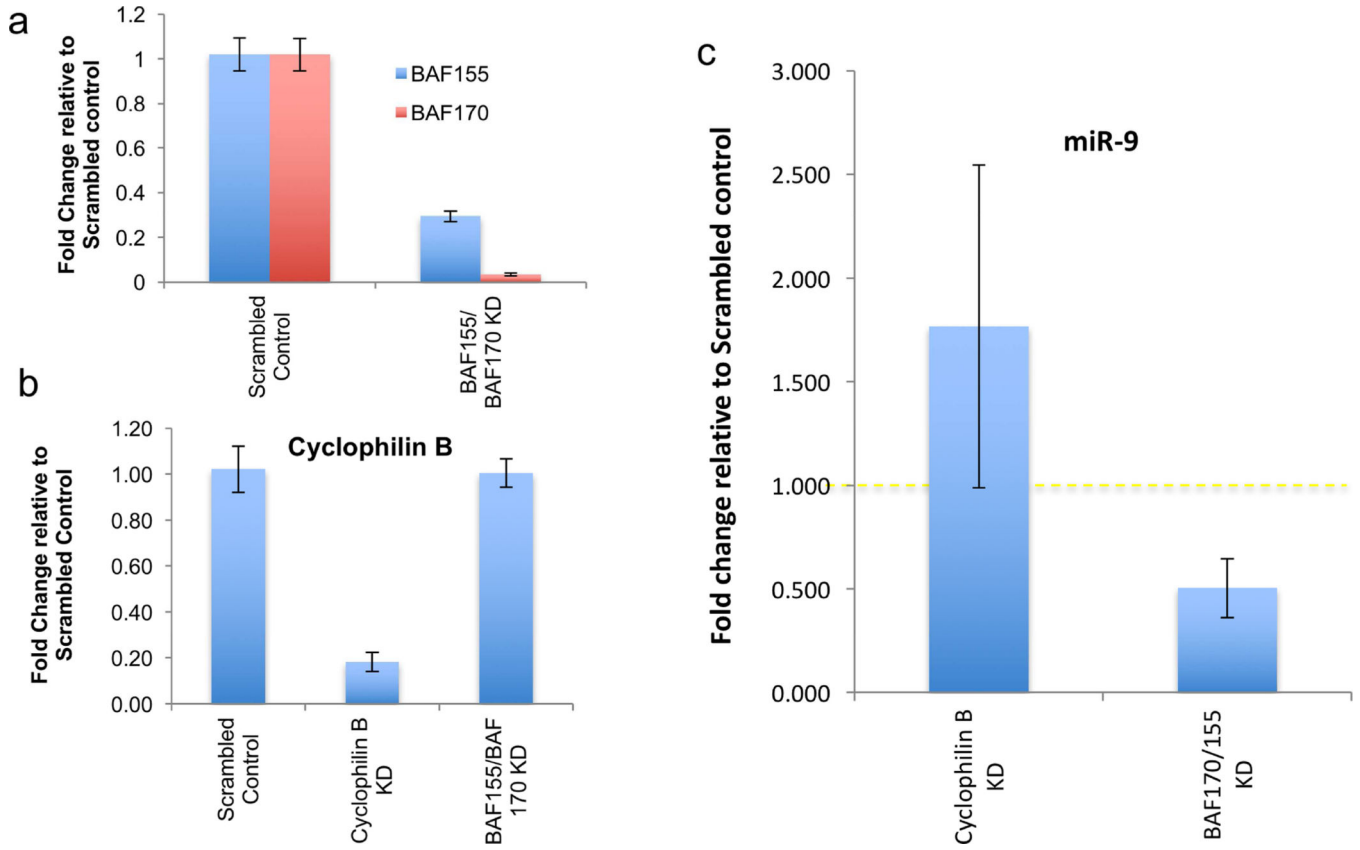 a
Fold Change relative to
Scrambled control
1.2
1
0.8
0.6
0.4
0.2
0
BAF155
BAF170
Scrambled
Control
BAF155/
BAF170 KD
b
Fold Change relative to
Scrambled Control
1.20
1.00
0.80
0.60
0.40
0.20
0.00
Cyclophilin B
Scrambled
Control
Cyclophilin B
KD
BAF155/BAF
170 KD
c
Fold change relative to Scrambled control
3.000
2.500
2.000
1.500
1.000
0.500
0.000
miR-9
Cyclophilin B
KD
BAF170/155
KD